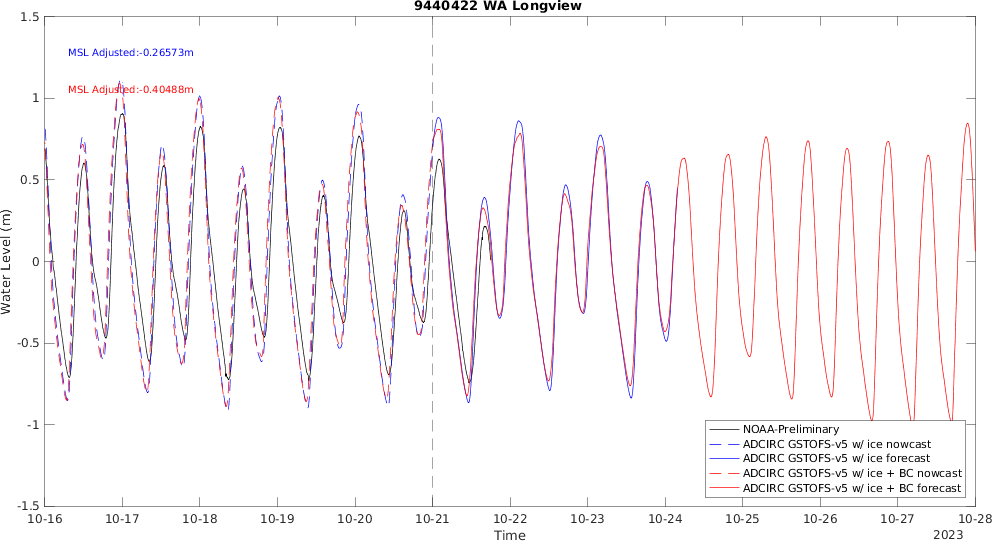 9440422 WA Longview
1.5
MSL Adjusted:-0.26573m
MSL Adjusted:-0.40488m
1
0.5
0
-0.5
-1
-1.5
Water Level (m)
NOAA-Preliminary
ADCIRC GSTOFS-v5 w/ ice nowcast
ADCIRC GSTOFS-v5 w/ ice forecast
ADCIRC GSTOFS-v5 w/ ice + BC nowcast
ADCIRC GSTOFS-v5 w/ ice + BC forecast
10-16 10-17 10-18 10-19 10-20 10-21 10-22 10-23 10-24 10-25 10-26 10-27 10-28
Time
2023